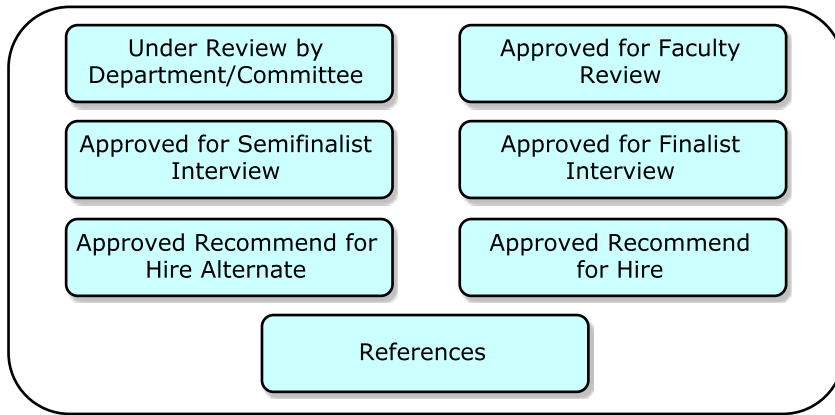 Under Review by
Department/Committee
Approved for Faculty
Review
Approved for Semifinalist
Interview
Approved for Finalist
Interview
Approved Recommend for
Hire Alternate
Approved Recommend
for Hire
References